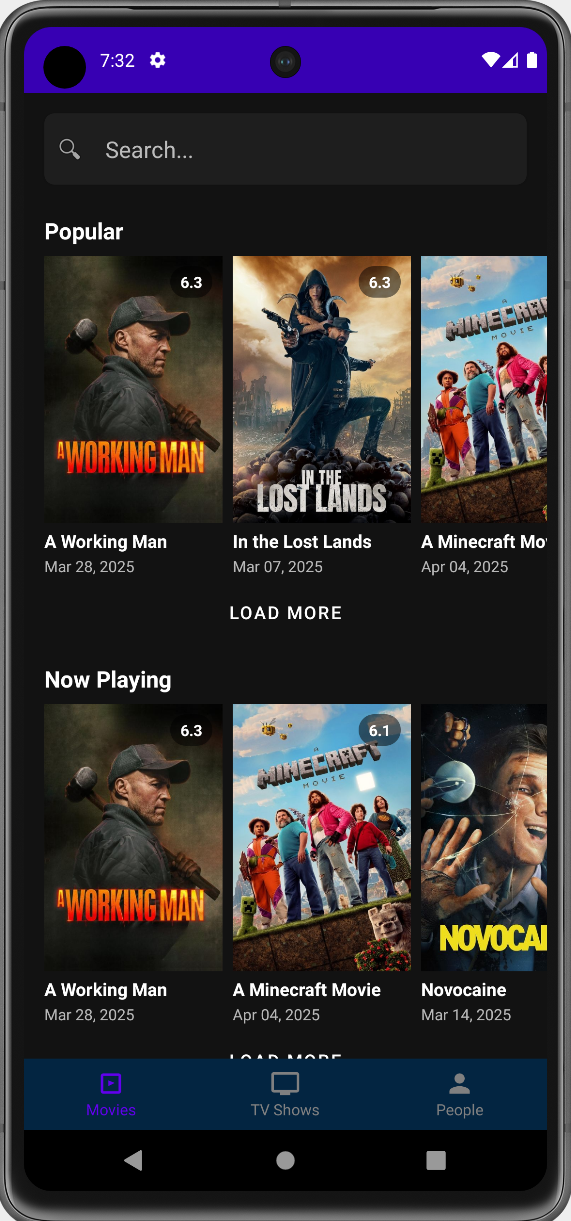 7:32
Search...
Popular
6.3
6.3
A WORKING MAN
IN THE
LOST LANDS
A
MINECRAF
MOVIE
A Working Man
In the Lost Lands
A Minecraft Mov
Mar 28, 2025
Mar 07, 2025
Apr 04, 2025
LOAD MORE
Now Playing
6.3
6.1
A
MINECRAFT
MOVIE
A WORKING MAN
NOVOCAI
A Working Man
A Minecraft Movie
Novocaine
Mar 28, 2025
Apr 04, 2025
Mar 14, 2025
LOAD MORE
Movies
TV Shows
People